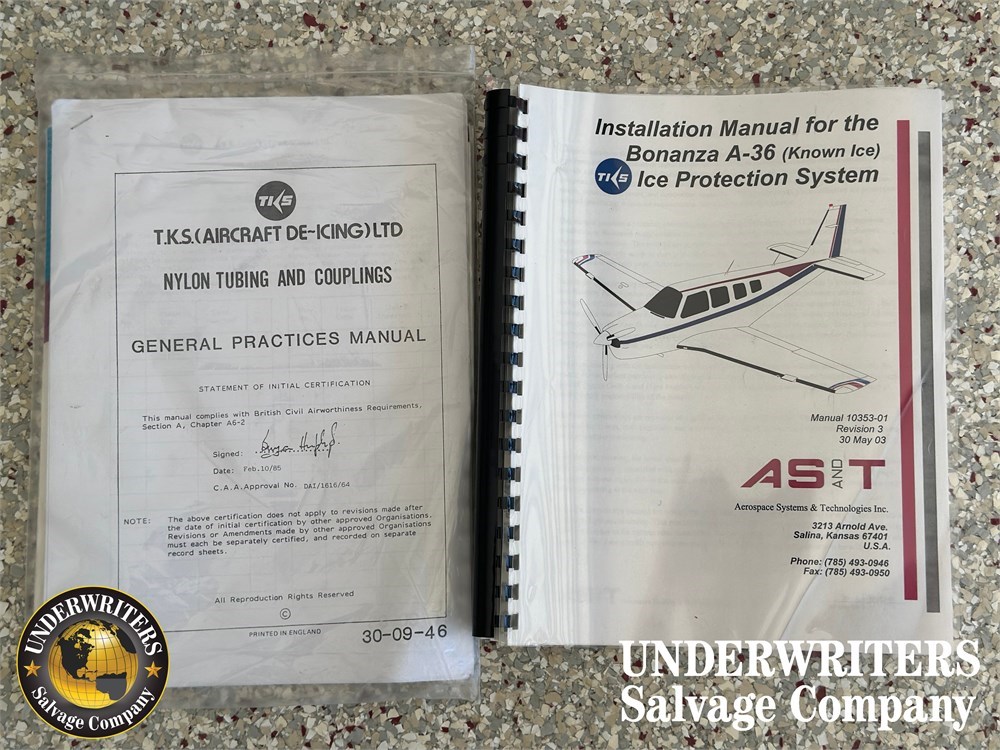 TKS
T.K.S.(AIRCRAFT DE-ICING)LTD
NYLON TUBING AND COUPLINGS
GENERAL PRACTICES MANUAL
STATEMENT OF INITIAL CERTIFICATION
This manual complies with British Civil Airworthiness Requirements,
Section A, Chapter A6-2
Signed:
Date: Feb.10/85
C.A.A.Approval No. DAI/1616/64
NOTE: The above certification does not apply to revisions made after
the date of initial certification by other approved Organisations.
Revisions or Amendments made by other approved Organisations
must each be separately certified, and recorded on separate
record sheets.
All Reproduction Rights Reserved
©
PRINTED IN ENGLAND
30-09-46
Installation Manual for the
Bonanza A-36 (Known Ice)
TKS Ice Protection System
Manual 10353-01
Revision 3
30 May 03
AS AND T
Aerospace Systems & Technologies Inc.
3213 Arnold Ave.
Salina, Kansas 67401
U.S.A.
Phone: (785) 493-0946
Fax: (785) 493-0950
UNDERWRITERS
Salvage Company
UNDERWRITERS
Salvage Company